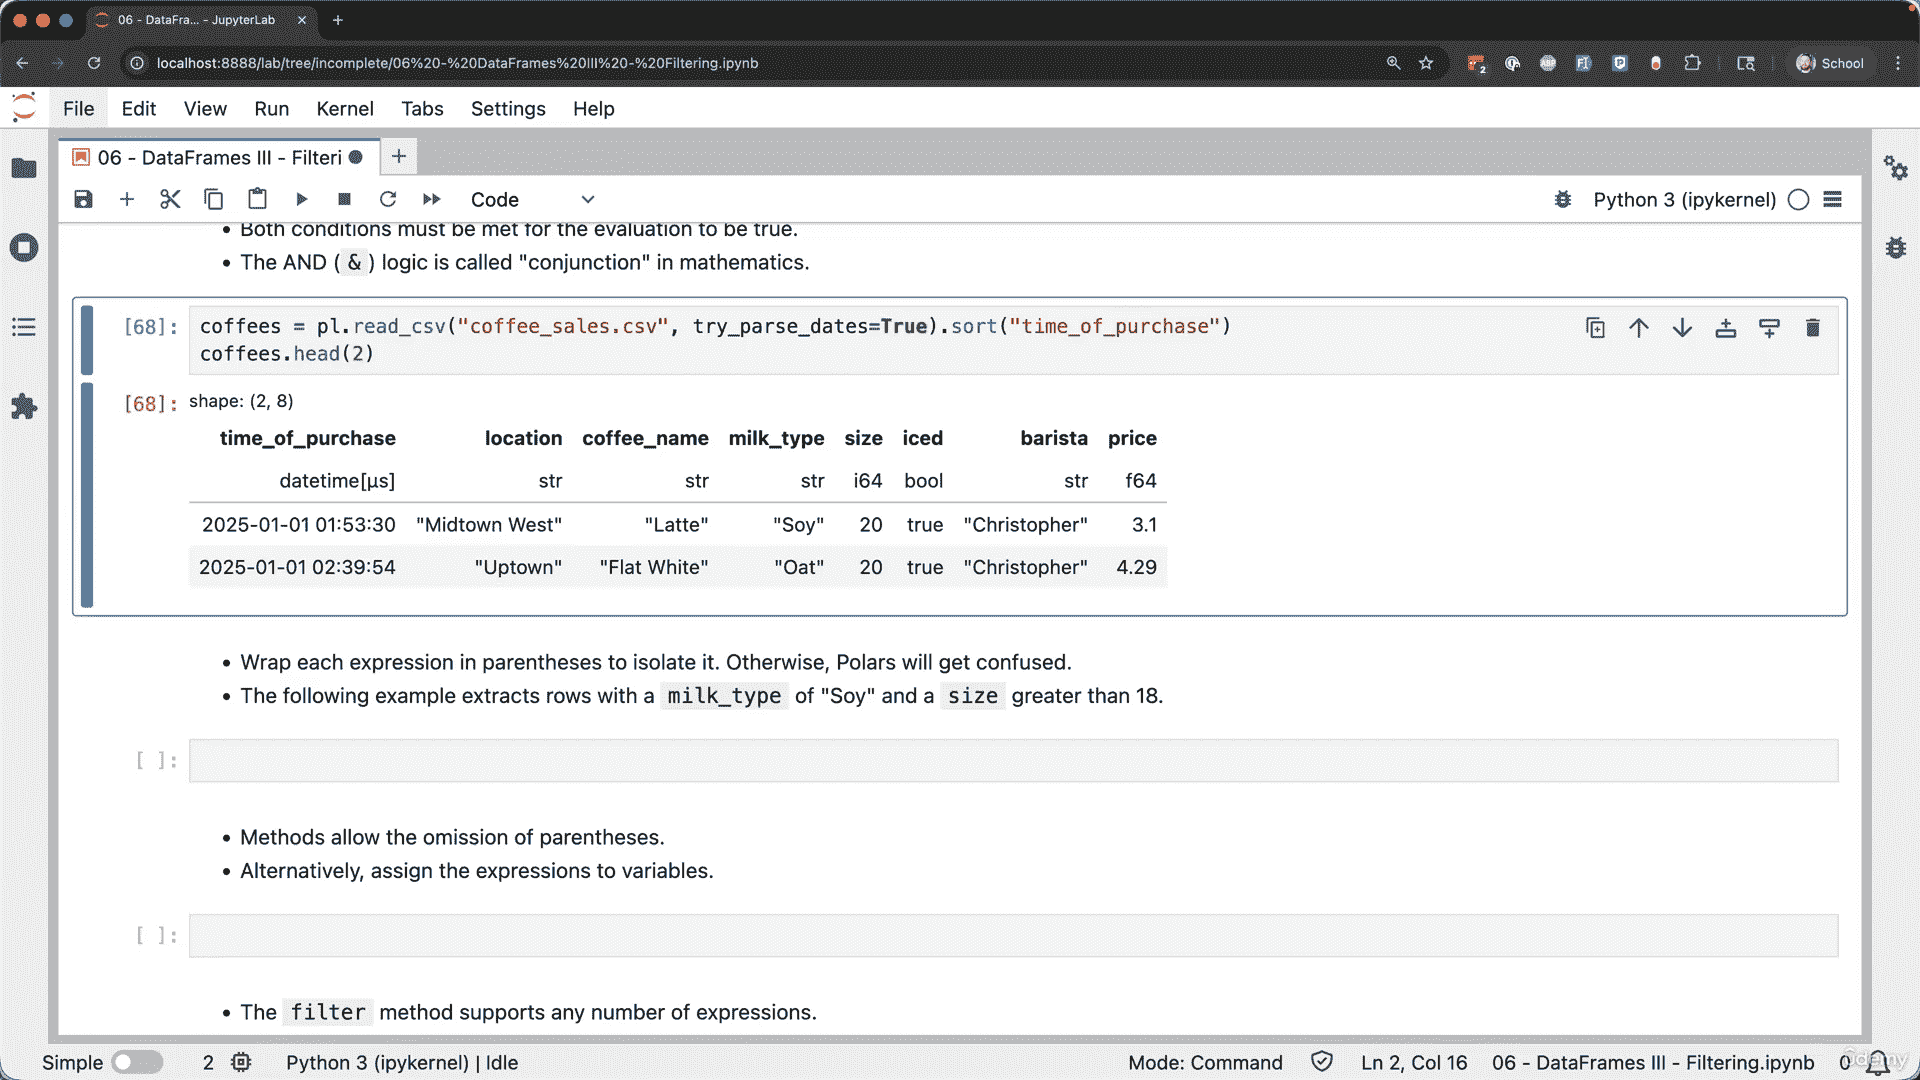 06 - DataFra... - JupyterLab
localhost:8888/lab/tree/incomplete/06%20-%20DataFrames%20III%20-%20Filtering.ipynb
2
School
File Edit View Run Kernel Tabs Settings Help
06 - DataFrames III - Filteri
Code
Python 3 (ipykernel)
• Both conditions must be met for the evaluation to be true.
• The AND ( & ) logic is called "conjunction" in mathematics.
[68]: coffees = pl.read_csv("coffee_sales.csv", try_parse_dates=True).sort("time_of_purchase")
coffees.head(2)
[68]: shape: (2, 8)
time_of_purchase location coffee_name milk_type size iced barista price
datetime[μs] str str str i64 bool str f64
2025-01-01 01:53:30 "Midtown West" "Latte" "Soy" 20 true "Christopher" 3.1
2025-01-01 02:39:54 "Uptown" "Flat White" "Oat" 20 true "Christopher" 4.29
• Wrap each expression in parentheses to isolate it. Otherwise, Polars will get confused.
• The following example extracts rows with a milk_type of "Soy" and a size greater than 18.
[ ]:
• Methods allow the omission of parentheses.
• Alternatively, assign the expressions to variables.
[ ]:
• The filter method supports any number of expressions.
Simple 2 Python 3 (ipykernel) | Idle Mode: Command Ln 2, Col 16 06 - DataFrames III - Filtering.ipynb 0
udemy